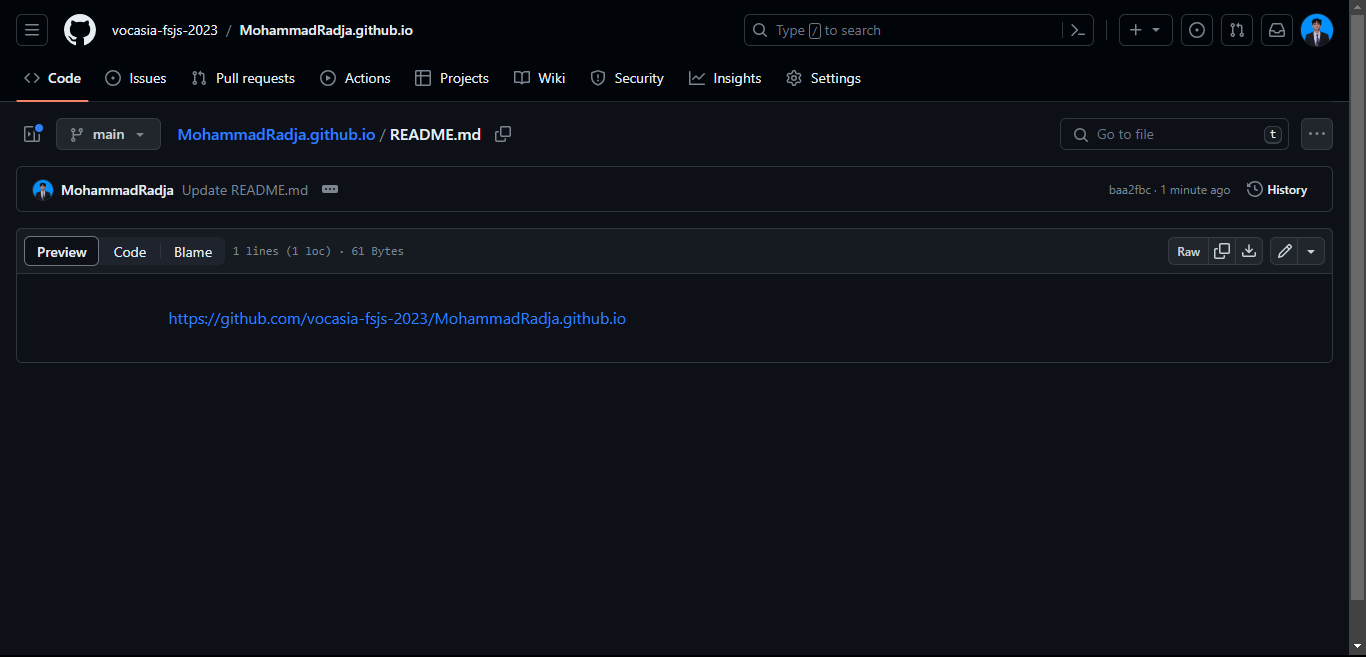 vocasia-fsjs-2023 / MohammadRadja.github.io Type / to search
Code Issues Pull requests Actions Projects Wiki Security Insights Settings
main MohammadRadja.github.io / README.md Go to file t
MohammadRadja Update README.md baa2fbc · 1 minute ago History
Preview Code Blame 1 lines (1 loc) · 61 Bytes Raw
https://github.com/vocasia-fsjs-2023/MohammadRadja.github.io